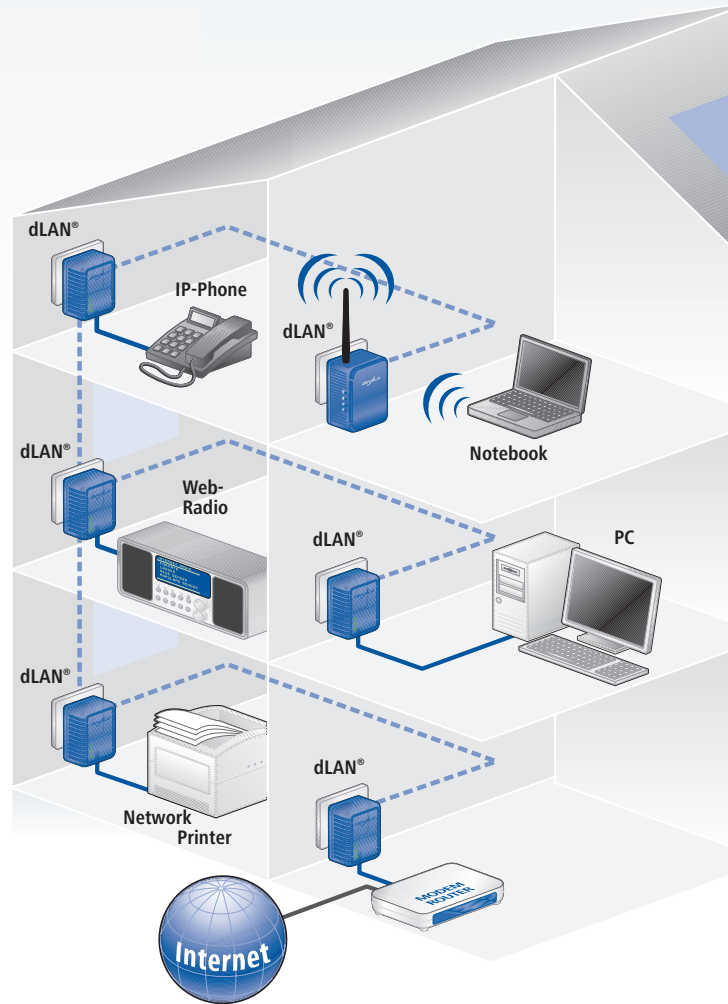 dLAN®
IP-Phone
dLAN®
Notebook
dLAN®
Web-
Radio
dLAN®
PC
dLAN®
Network
Printer
dLAN®
MODEM
ROUTER
Internet